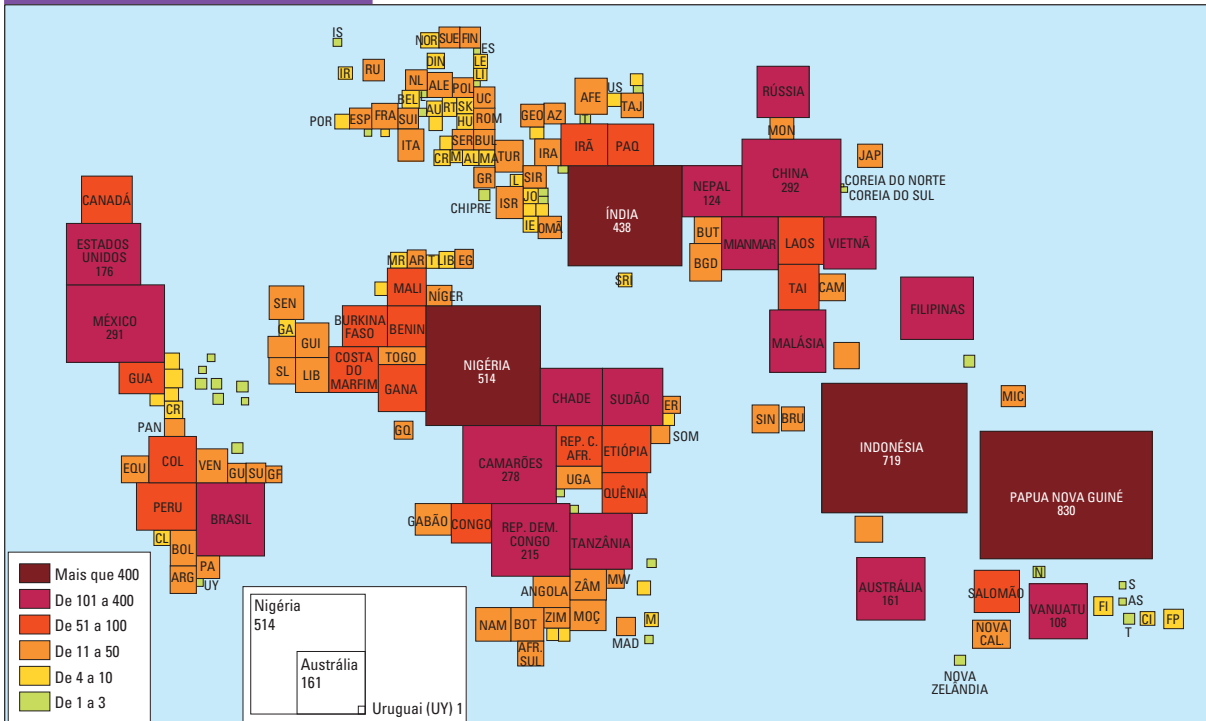 IS
NOR
SUE
FIN
ES
DIN
LE
LI
IR
RU
NL
ALE
POL
BEL
UC
AU
RT
SK
POR
ESP
FRA
SUI
HU
ROM
ITA
SER
BUL
CR
M
AL
MA
TUR
GR
CHIPRE
L
SIR
ISR
JO
IE
OMÃ
GEO
AZ
IRA
AFE
US
TAJ
T
IRÃ
PAQ
RÚSSIA
MON
CHINA
292
JAP
COREIA DO NORTE
COREIA DO SUL
NEPAL
124
ÍNDIA
438
SRI
BUT
BGD
MIANMAR
LAOS
VIETNÃ
TAI
CAM
MALÁSIA
FILIPINAS
SIN
BRU
INDONÉSIA
719
MIC
PAPUA NOVA GUINÉ
830
AUSTRÁLIA
161
SALOMÃO
N
VANUATU
108
NOVA
CAL.
FI
S
AS
T
CI
FP
NOVA
ZELÂNDIA
CANADÁ
ESTADOS
UNIDOS
176
MÉXICO
291
GUA
CR
PAN
COL
VEN
EQU
GU
SU
GF
PERU
BRASIL
CL
BOL
PA
ARG
UY
MR
AR
T
LIB
EG
MALI
NÍGER
SEN
GA
GUI
SL
LIB
BURKINA
FASO
BENIN
COSTA
DO
MARFIM
TOGO
GANA
NIGÉRIA
514
GQ
CHADE
SUDÃO
ER
SOM
CAMARÕES
278
REP. C.
AFR.
ETIÓPIA
UGA
QUÊNIA
GABÃO
CONGO
REP. DEM.
CONGO
215
TANZÂNIA
ANGOLA
ZÂM
MW
NAM
BOT
ZIM
MOÇ
AFR.
SUL
MAD
M
Mais que 400
De 101 a 400
De 51 a 100
De 11 a 50
De 4 a 10
De 1 a 3
Nigéria
514
Austrália
161
Uruguai (UY) 1